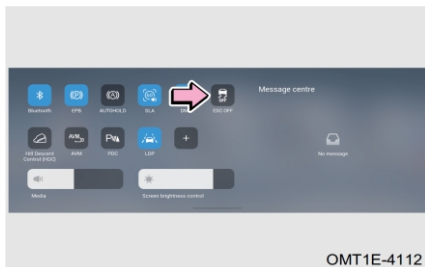 Message centre
Bluetooth
EPB
AUTOHOLD
SLA
ESC OFF
Hill Descent
Control (HDC)
AVM
PDC
LDP
+
No message
Media
Screen brightness control
OMT1E-4112